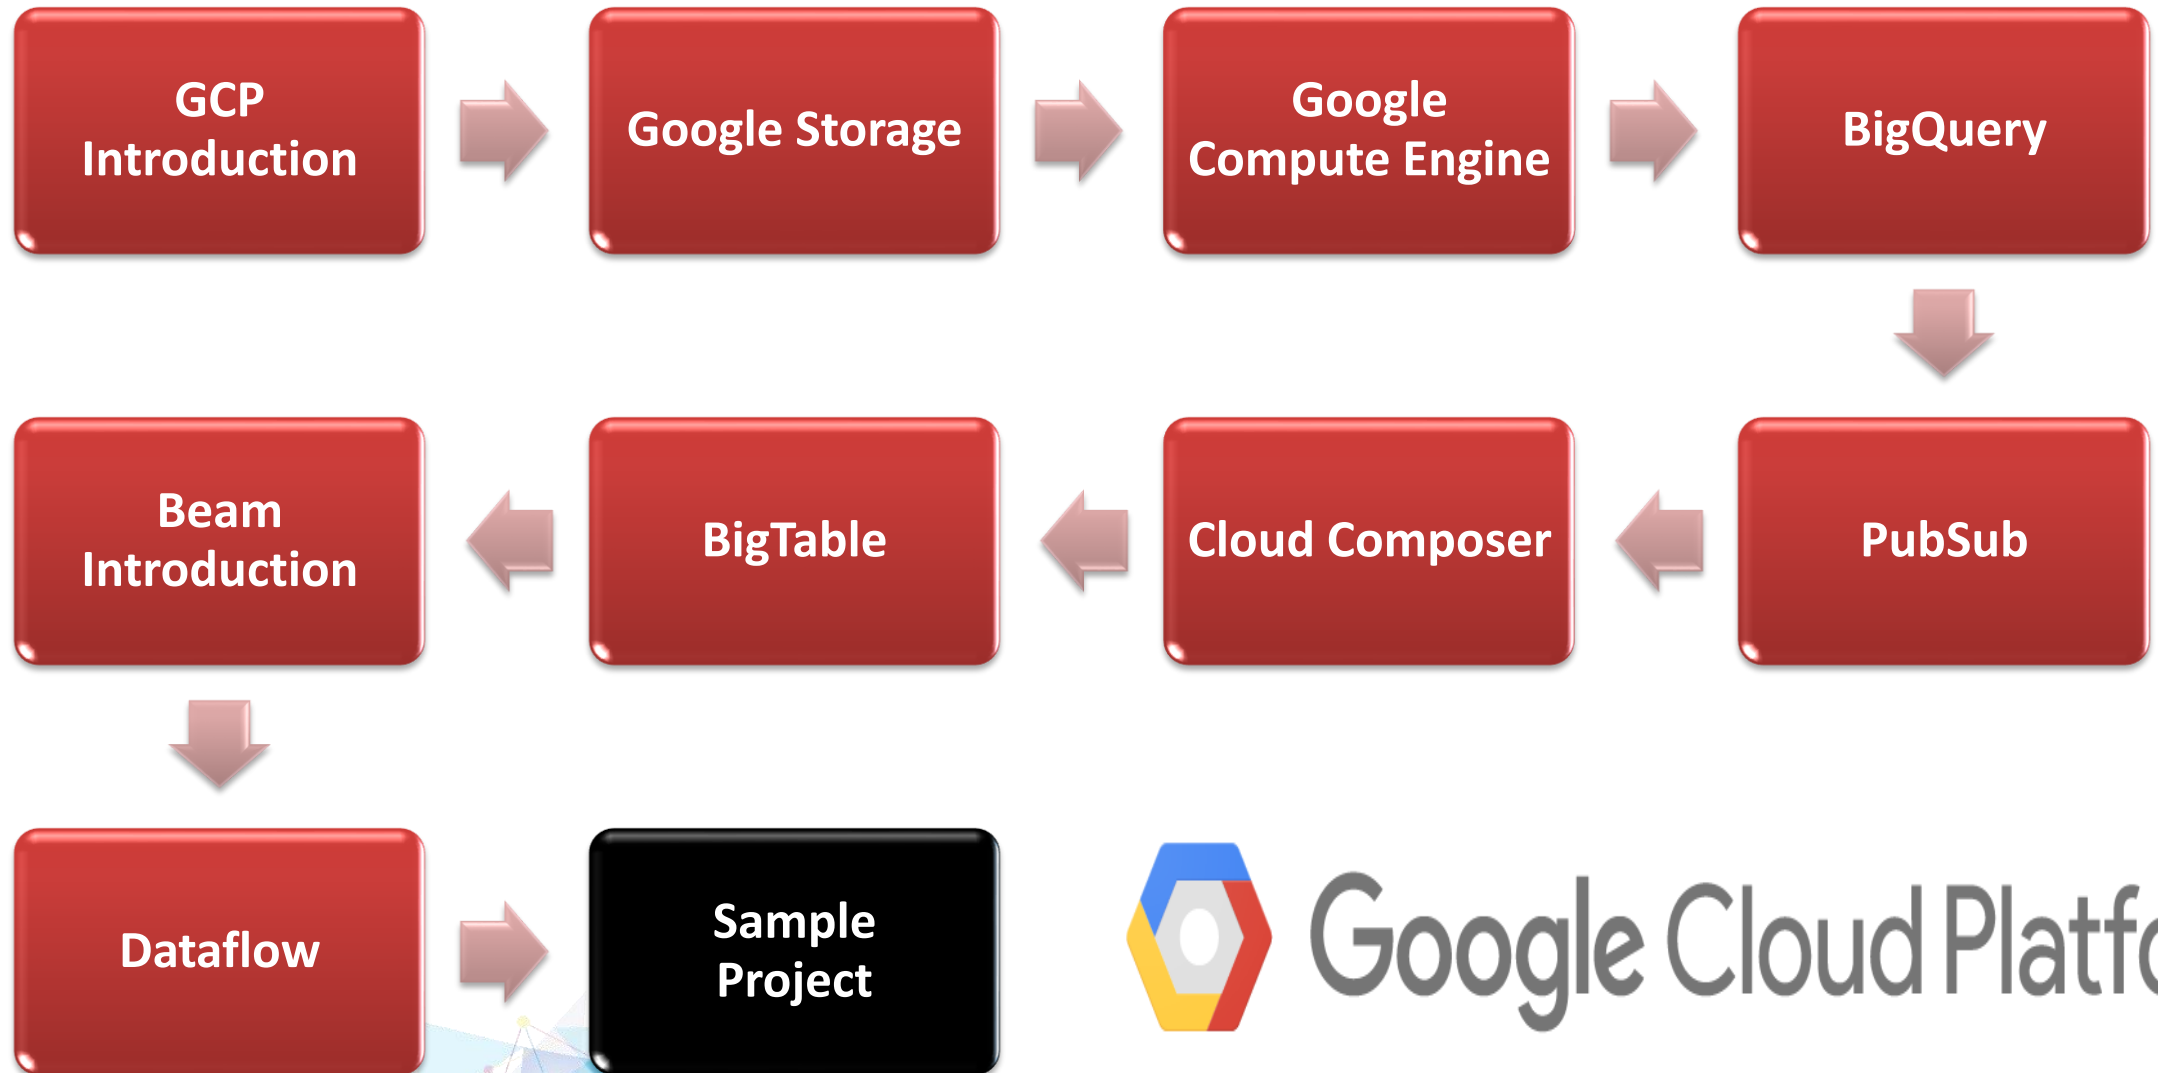 GCP
Introduction
Google Storage
Google
Compute Engine
BigQuery
PubSub
Cloud Composer
BigTable
Beam
Introduction
Dataflow
Sample
Project
Google Cloud Platfo